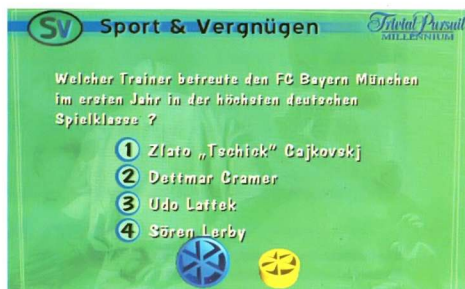 SV Sport & Vergnügen
Trivial Pursuit
MILLENNIUM
Welcher Trainer betreute den FC Bayern München
im ersten Jahr in der höchsten deutschen
Spielklasse ?
1 Zlato „Tschick" Cajkovskj
2 Dettmar Cramer
3 Udo Lattek
4 Sören Lerby